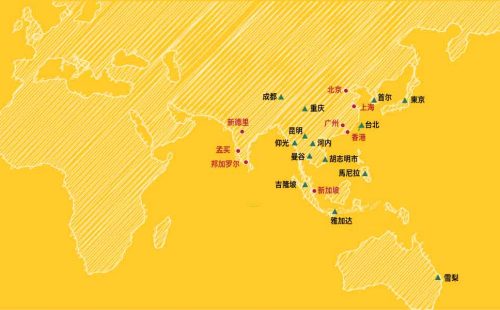 北京
成都
首尔
東京
重庆
上海
新德里
广州
台北
昆明
香港
仰光
河内
孟买
曼谷
胡志明市
邦加罗尔
馬尼拉
吉隆坡
新加坡
雅加达
雪梨